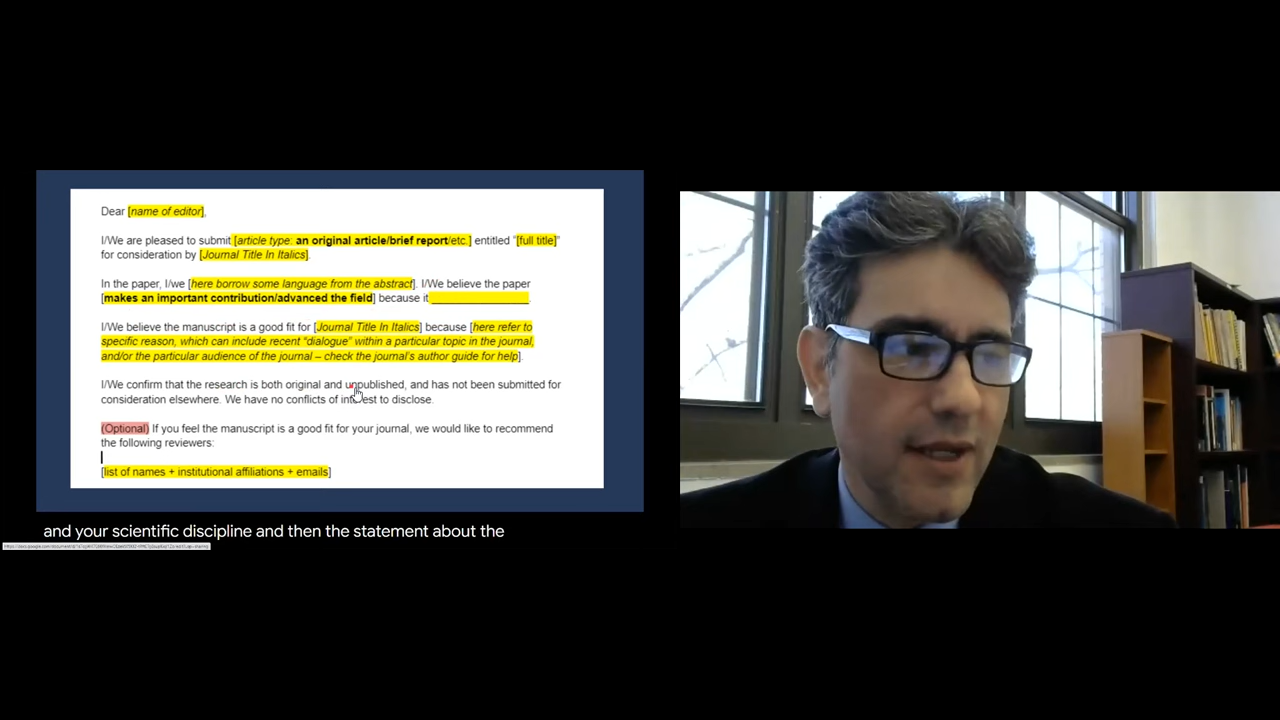 Dear [name of editor],
I/We are pleased to submit [article type: an original article/brief report/etc.] entitled “[full title]”
for consideration by [Journal Title In Italics].
In the paper, I/we [here borrow some language from the abstract]. I/We believe the paper
[makes an important contribution/advanced the field] because it____________________.
I/We believe the manuscript is a good fit for [Journal Title In Italics] because [here refer to
specific reason, which can include recent “dialogue” within a particular topic in the journal,
and/or the particular audience of the journal – check the journal’s author guide for help].
I/We confirm that the research is both original and unpublished, and has not been submitted for
consideration elsewhere. We have no conflicts of interest to disclose.
(Optional) If you feel the manuscript is a good fit for your journal, we would like to recommend
the following reviewers:
[list of names + institutional affiliations + emails]
and your scientific discipline and then the statement about the